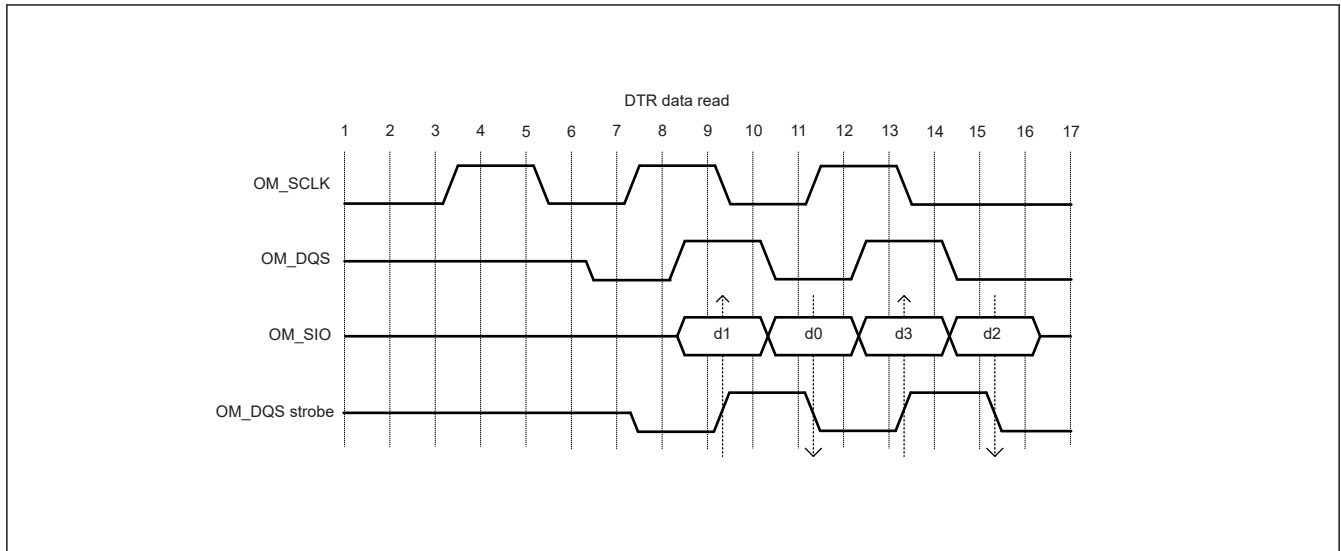 DTR data read
1 2 3 4 5 6 7 8 9 10 11 12 13 14 15 16 17
OM_SCLK
OM_DQS
OM_SIO d1 d0 d3 d2
OM_DQS strobe